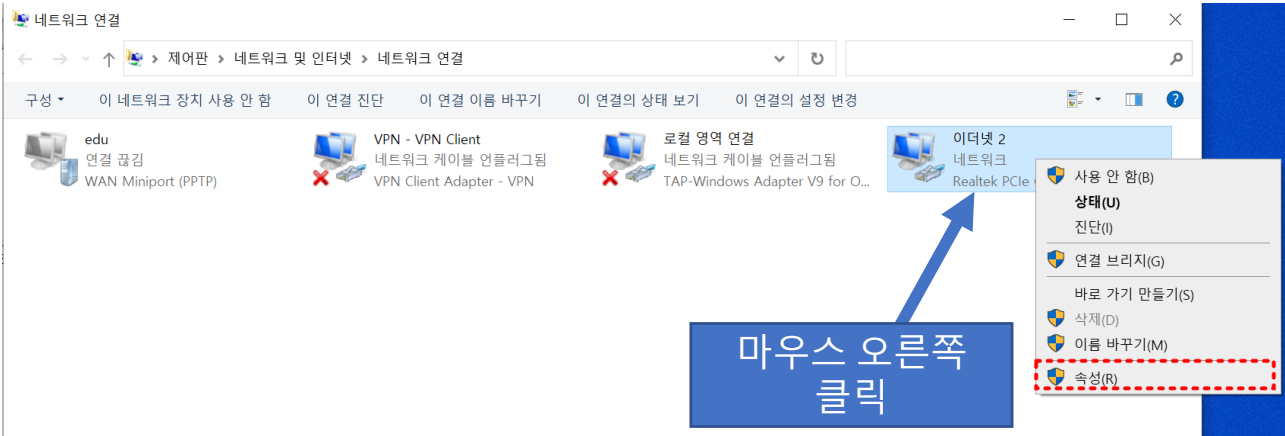 네트워크 연결
제어판 > 네트워크 및 인터넷 > 네트워크 연결
구성 이 네트워크 장치 사용 안 함 이 연결 진단 이 연결 이름 바꾸기 이 연결의 상태 보기 이 연결의 설정 변경
edu
연결 끊김
WAN Miniport (PPTP)
VPN - VPN Client
네트워크 케이블 언플러그됨
VPN Client Adapter - VPN
로컬 영역 연결
네트워크 케이블 언플러그됨
TAP-Windows Adapter V9 for O...
이더넷 2
네트워크
Realtek PCIe
사용 안 함(B)
상태(U)
진단(I)
연결 브리지(G)
바로 가기 만들기(S)
삭제(D)
이름 바꾸기(M)
속성(R)
마우스 오른쪽
클릭